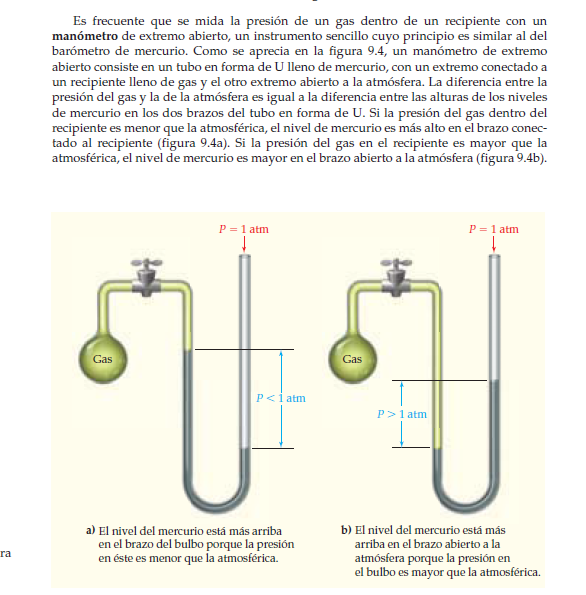 Es frecuente que se mida la presión de un gas dentro de un recipiente con un
manómetro de extremo abierto, un instrumento sencillo cuyo principio es similar al del
barómetro de mercurio. Como se aprecia en la figura 9.4, un manómetro de extremo
abierto consiste en un tubo en forma de U lleno de mercurio, con un extremo conectado a
un recipiente lleno de gas y el otro extremo abierto a la atmósfera. La diferencia entre la
presión del gas y la de la atmósfera es igual a la diferencia entre las alturas de los niveles
de mercurio en los dos brazos del tubo en forma de U. Si la presión del gas dentro del
recipiente es menor que la atmosférica, el nivel de mercurio es más alto en el brazo conec-
tado al recipiente (figura 9.4a). Si la presión del gas en el recipiente es mayor que la
atmosférica, el nivel de mercurio es mayor en el brazo abierto a la atmósfera (figura 9.4b).
P = 1 atm
Gas
P < 1 atm
a) El nivel del mercurio está más arriba
en el brazo del bulbo porque la presión
en éste es menor que la atmosférica.
P = 1 atm
Gas
P > 1 atm
b) El nivel del mercurio está más
arriba en el brazo abierto a la
atmósfera porque la presión en
el bulbo es mayor que la atmosférica.
ra